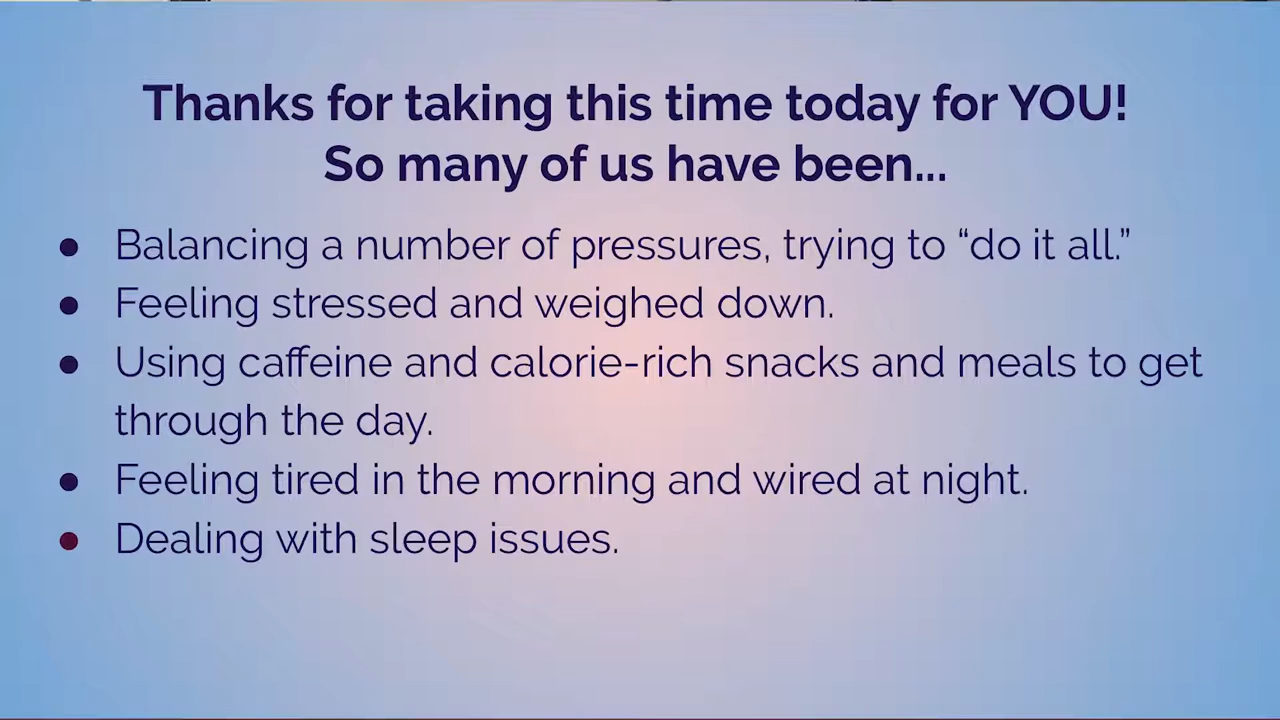 Thanks for taking this time today for YOU!
So many of us have been...
● Balancing a number of pressures, trying to “do it all.”
● Feeling stressed and weighed down.
● Using caffeine and calorie-rich snacks and meals to get
through the day.
● Feeling tired in the morning and wired at night.
● Dealing with sleep issues.